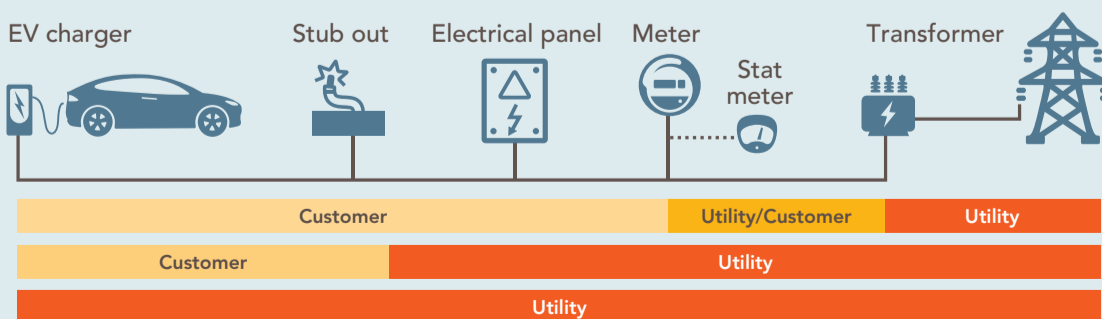 EV charger
Stub out
Electrical panel
Meter
Transformer
Stat
meter
Customer
Utility/Customer
Utility
Customer
Utility
Utility